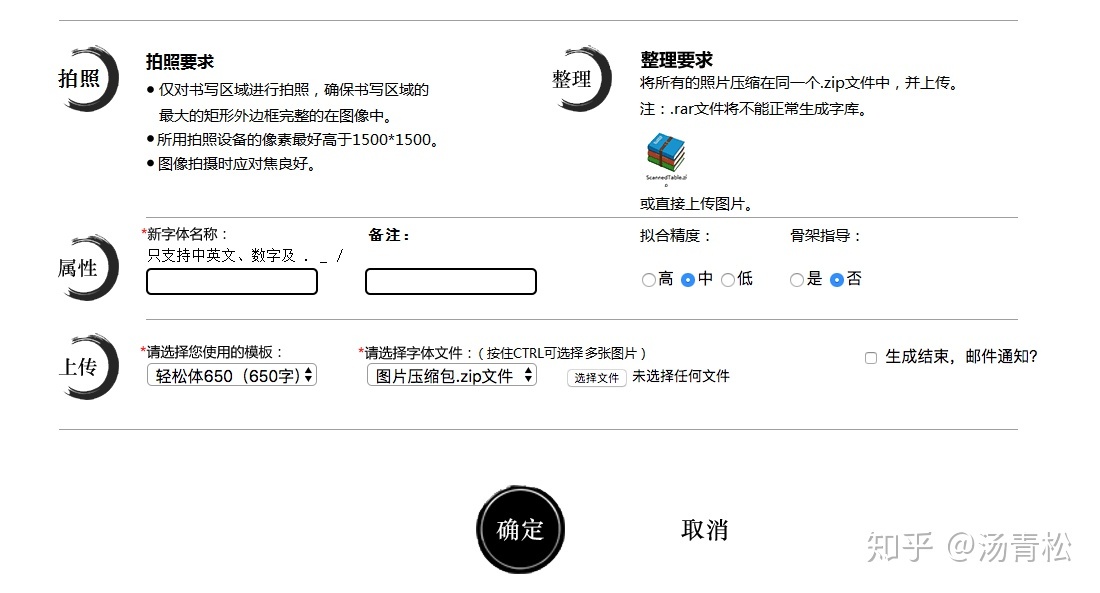 拍照
拍照要求
● 仅对书写区域进行拍照，确保书写区域的
最大的矩形外边框完整的在图像中。
● 所用拍照设备的像素最好高于1500*1500。
● 图像拍摄时应对焦良好。
整理
整理要求
将所有的照片压缩在同一个.zip文件中，并上传。
注：.rar文件将不能正常生成字库。
ScannedTable.zi
p
或直接上传图片。
属性
*新字体名称：
只支持中英文、数字及 . _ /
备注：
拟合精度：
高 中 低
骨架指导：
是 否
上传
*请选择您使用的模板：
轻松体650（650字）
*请选择字体文件：（按住CTRL可选择多张图片）
图片压缩包.zip文件
选择文件 未选择任何文件
生成结束，邮件通知?
确定
取消
知乎 @汤青松